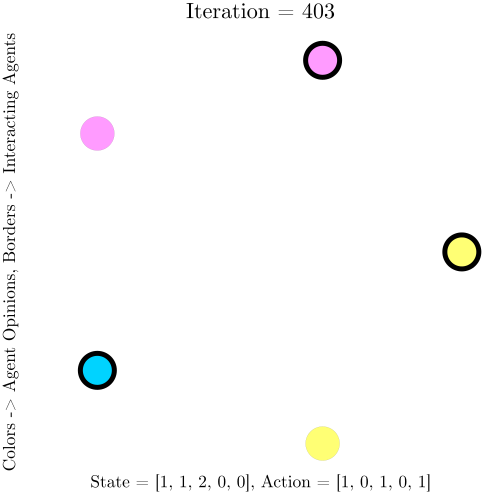 Iteration = 403
Colors -> Agent Opinions, Borders -> Interacting Agents
State = [1, 1, 2, 0, 0], Action = [1, 0, 1, 0, 1]